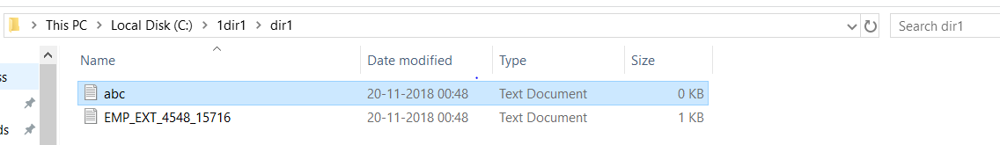 This PC > Local Disk (C:) > 1dir1 > dir1 Search dir1
Name Date modified Type Size
ss
abc 20-11-2018 00:48 Text Document 0 KB
EMP_EXT_4548_15716 20-11-2018 00:48 Text Document 1 KB
ds